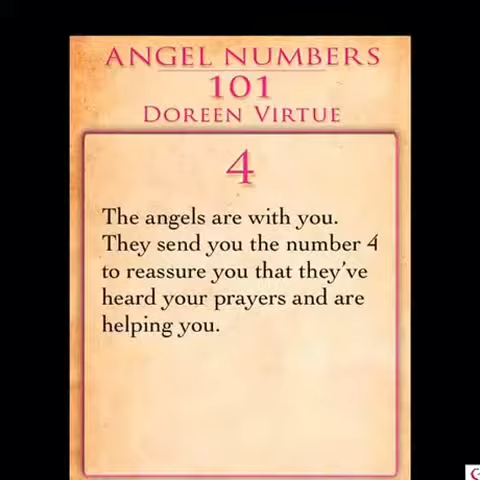 ANGEL NUMBERS
101
DOREEN VIRTUE
4
The angels are with you.
They send you the number 4
to reassure you that they've
heard your prayers and are
helping you.